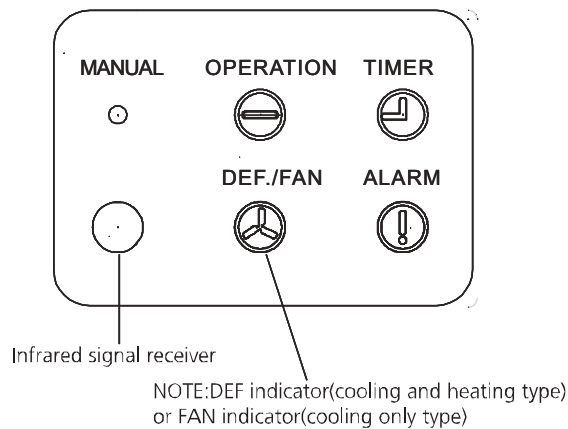 MANUAL OPERATION TIMER
DEF./FAN ALARM
Infrared signal receiver
NOTE:DEF indicator(cooling and heating type)
or FAN indicator(cooling only type)